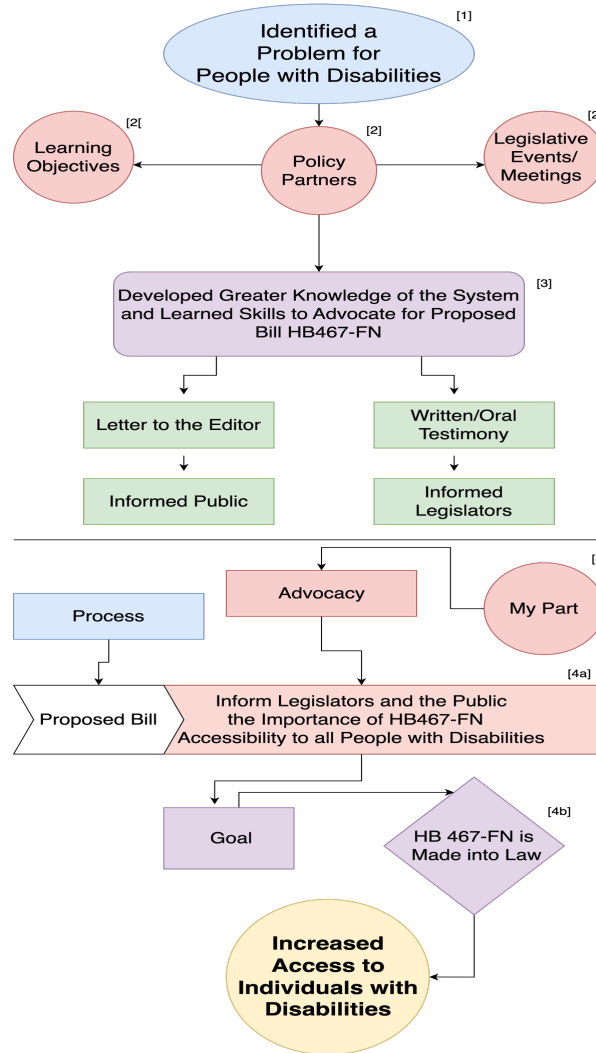 [1]
Identified a
Problem for
People with Disabilities
[2[
Learning
Objectives
[2]
Policy
Partners
[2
Legislative
Events/
Meetings
[3]
Developed Greater Knowledge of the System
and Learned Skills to Advocate for Proposed
Bill HB467-FN
Letter to the Editor
Written/Oral
Testimony
Informed Public
Informed
Legislators
Process
Advocacy
[
My Part
[4a]
Proposed Bill
Inform Legislators and the Public
the Importance of HB467-FN
Accessibility to all People with Disabilities
Goal
[4b]
HB 467-FN is
Made into Law
Increased
Access to
Individuals with
Disabilities